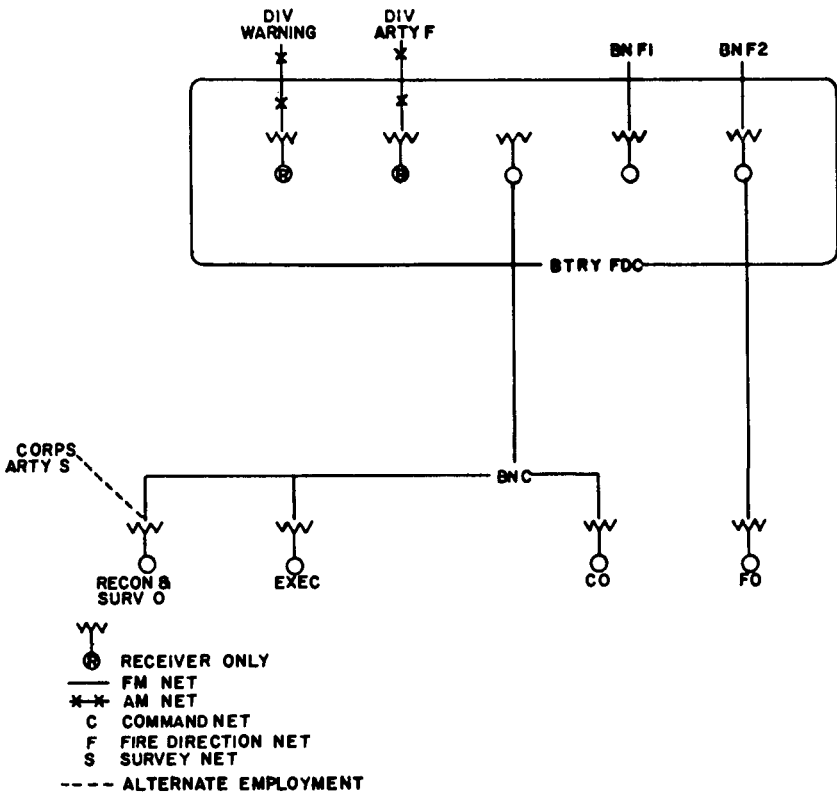 DIV
WARNING
DIV
ARTY F
BN F1
BN F2
BTRY FDC
CORPS
ARTY S
BN C
RECON &
SURV O
EXEC
CO
FO
R RECEIVER ONLY
FM NET
AM NET
C COMMAND NET
F FIRE DIRECTION NET
S SURVEY NET
ALTERNATE EMPLOYMENT